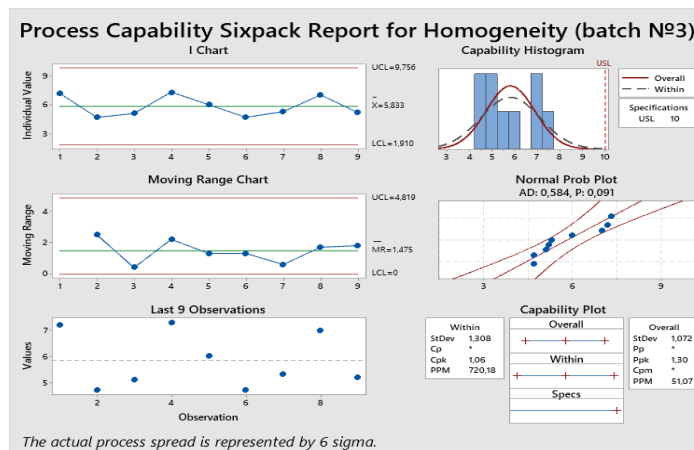 Process Capability Sixpack Report for Homogeneity (batch №3)
I Chart
Individual Value
9
6
3
UCL=9,756
X=5,833
LCL=1,910
1 2 3 4 5 6 7 8 9
Capability Histogram
USL
3 4 5 6 7 8 9 10
Overall
Within
Specifications
USL 10
Moving Range Chart
Moving Range
4
2
0
UCL=4,819
MR=1,475
LCL=0
1 2 3 4 5 6 7 8 9
Normal Prob Plot
AD: 0,584, P: 0,091
3 6 9
Last 9 Observations
Values
7
6
5
2 4 6 8
Observation
Capability Plot
Within
StDev 1,308
Cp *
Cpk 1,06
PPM 720,18
Overall
Within
Specs
Overall
StDev 1,072
Pp *
Ppk 1,30
Cpm *
PPM 51,07
The actual process spread is represented by 6 sigma.